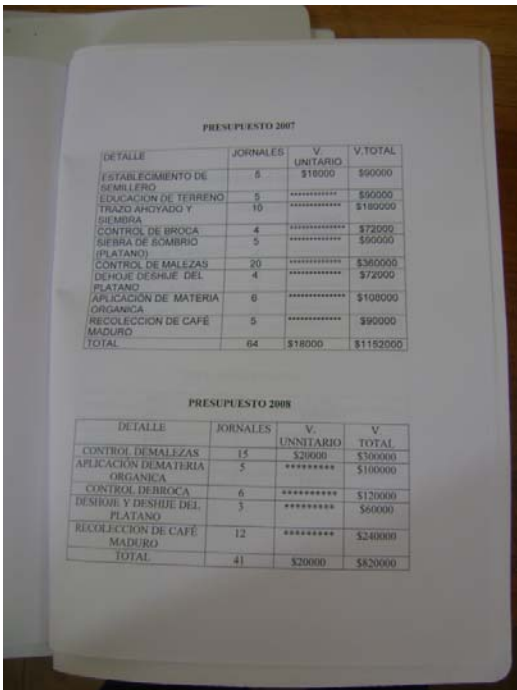 PRESUPUESTO 2007
DETALLE JORNALES V. UNITARIO V.TOTAL
ESTABLECIMIENTO DE SEMILLERO 5 $18000 $90000
EDUCACION DE TERRENO 5 ************ $90000
TRAZO AHOYADO Y SIEMBRA 10 ************ $180000
CONTROL DE BROCA 4 ************ $72000
SIEBRA DE SOMBRIO (PLATANO) 5 ************ $90000
CONTROL DE MALEZAS 20 ************ $360000
DEHOJE DESHIJE DEL PLATANO 4 ************ $72000
APLICACIÓN DE MATERIA ORGANICA 6 ************ $108000
RECOLECCION DE CAFÉ MADURO 5 ************ $90000
TOTAL 64 $18000 $1152000
PRESUPUESTO 2008
DETALLE JORNALES V. UNNITARIO V TOTAL
CONTROL DEMALEZAS 15 $20000 $300000
APLICACIÓN DEMATERIA ORGANICA 5 ********* $100000
CONTROL DEBROCA 6 ********** $120000
DESHOJE Y DESHIJE DEL PLATANO 3 ********* $60000
RECOLECCION DE CAFÉ MADURO 12 ********* $240000
TOTAL 41 $20000 $820000